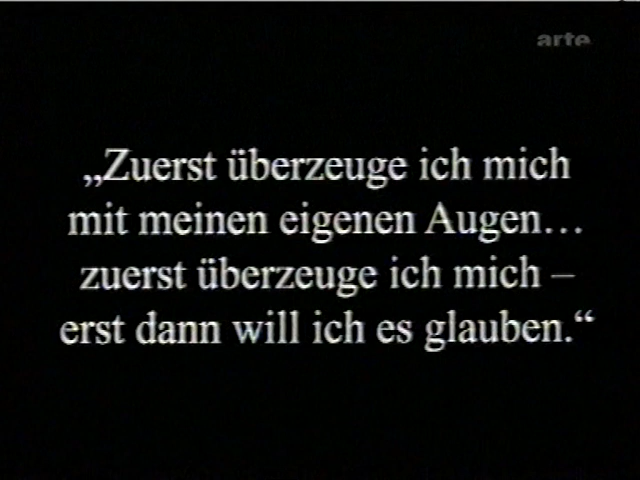 arte
„Zuerst überzeuge ich mich
mit meinen eigenen Augen...
zuerst überzeuge ich mich –
erst dann will ich es glauben.“